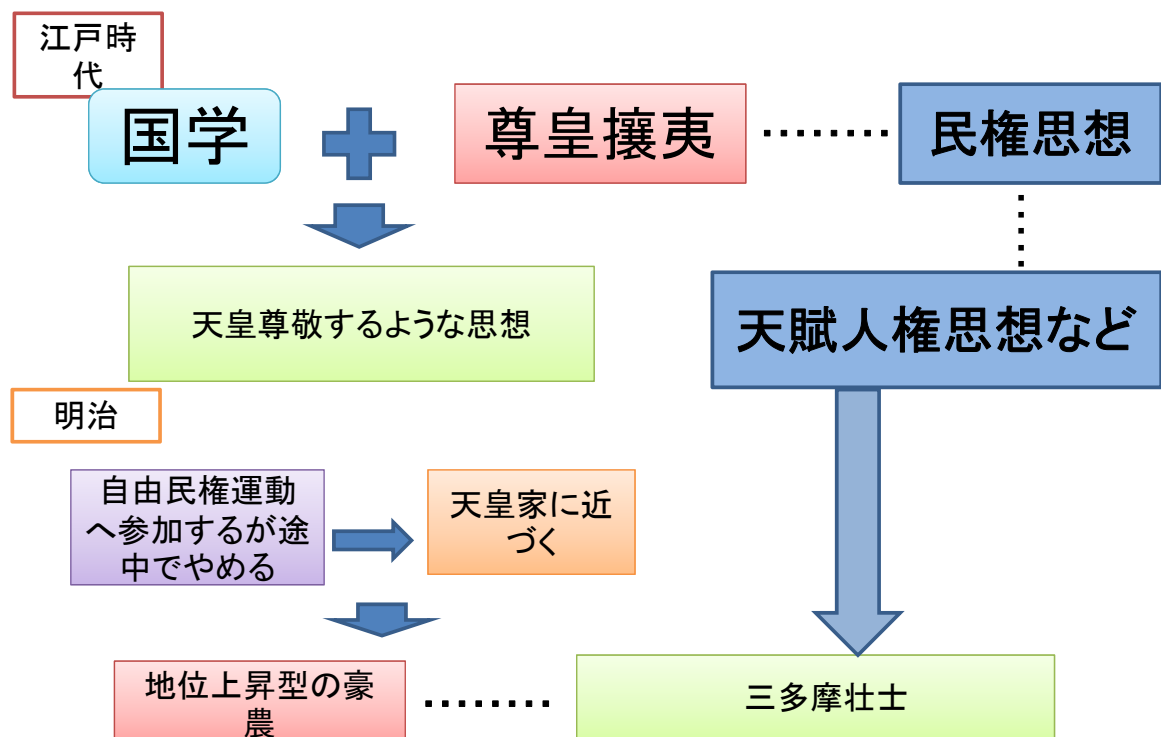 江戸時
代
国学
尊皇攘夷
民権思想
天皇尊敬するような思想
天賦人権思想など
明治
自由民権運動
へ参加するが途
中でやめる
天皇家に近
づく
地位上昇型の豪
農
三多摩壮士